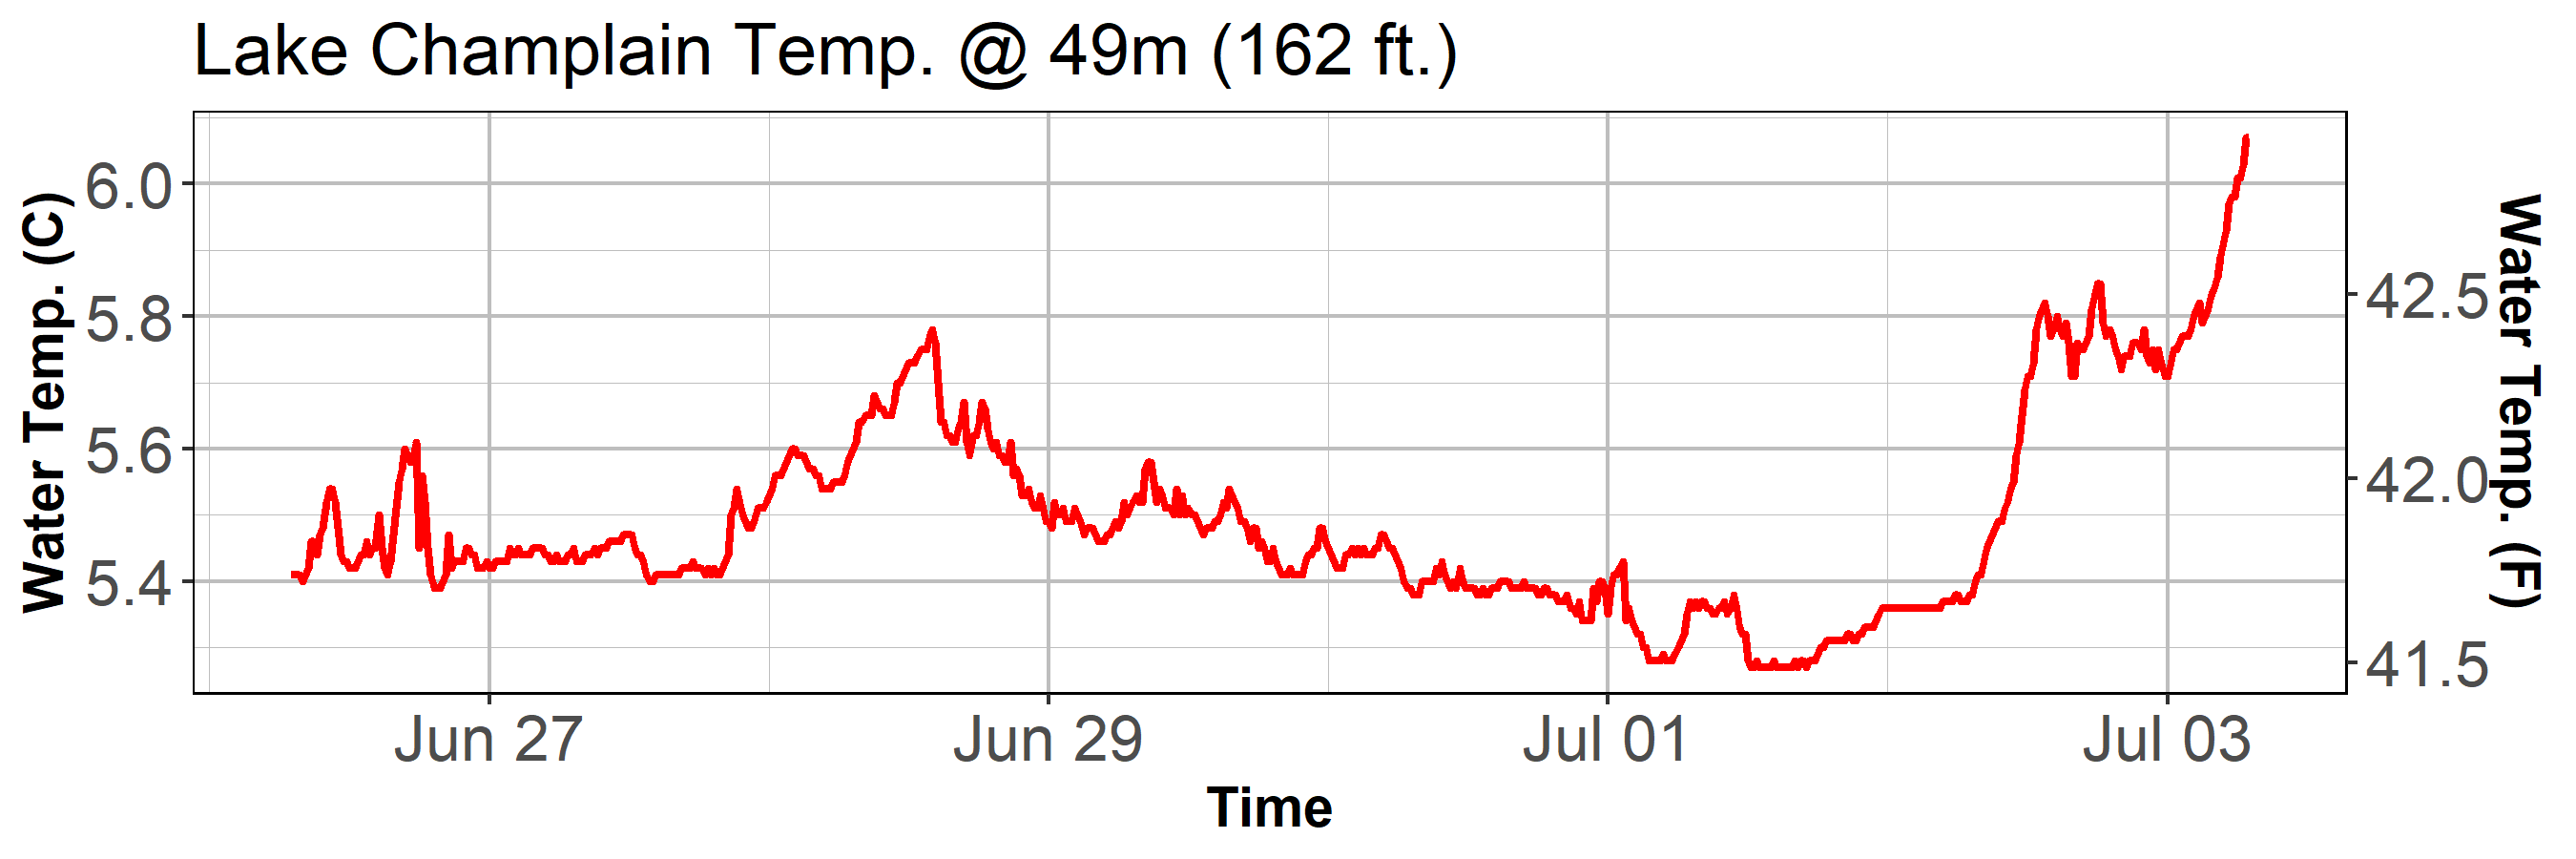 Lake Champlain Temp. @ 49m (162 ft.)
Water Temp. (C)
6.0
5.8
5.6
5.4
Water Temp. (F)
42.5
42.0
41.5
Jun 27
Jun 29
Jul 01
Jul 03
Time